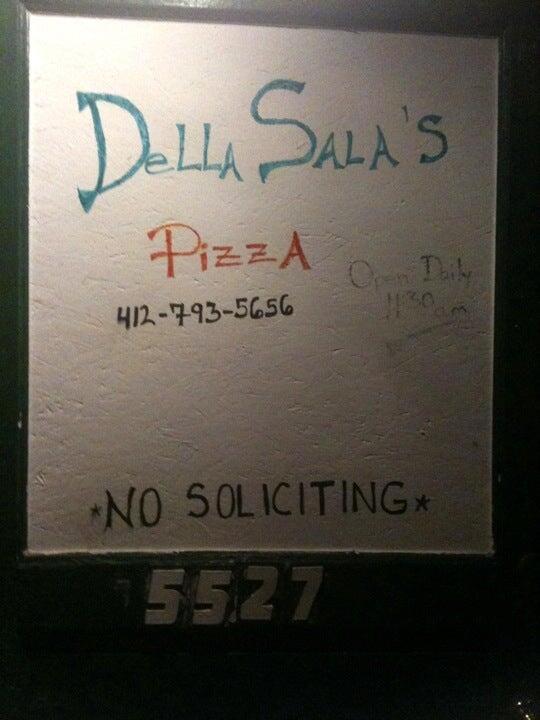 DeLLA SALA'S
PizzA
412-793-5656
Open Daily
11:30 am
*NO SOLICITING*
5527